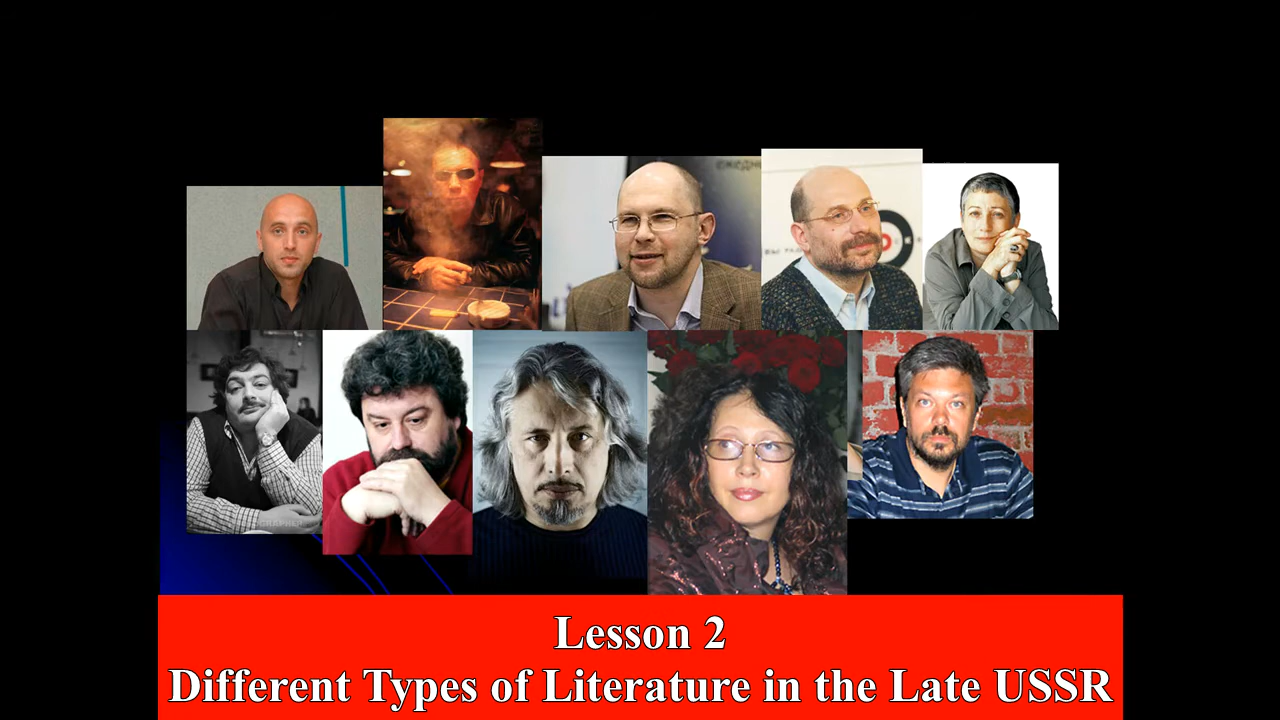 Lesson 2
Different Types of Literature in the Late USSR